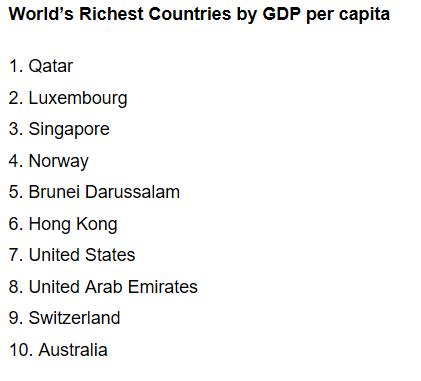 World’s Richest Countries by GDP per capita
1. Qatar
2. Luxembourg
3. Singapore
4. Norway
5. Brunei Darussalam
6. Hong Kong
7. United States
8. United Arab Emirates
9. Switzerland
10. Australia